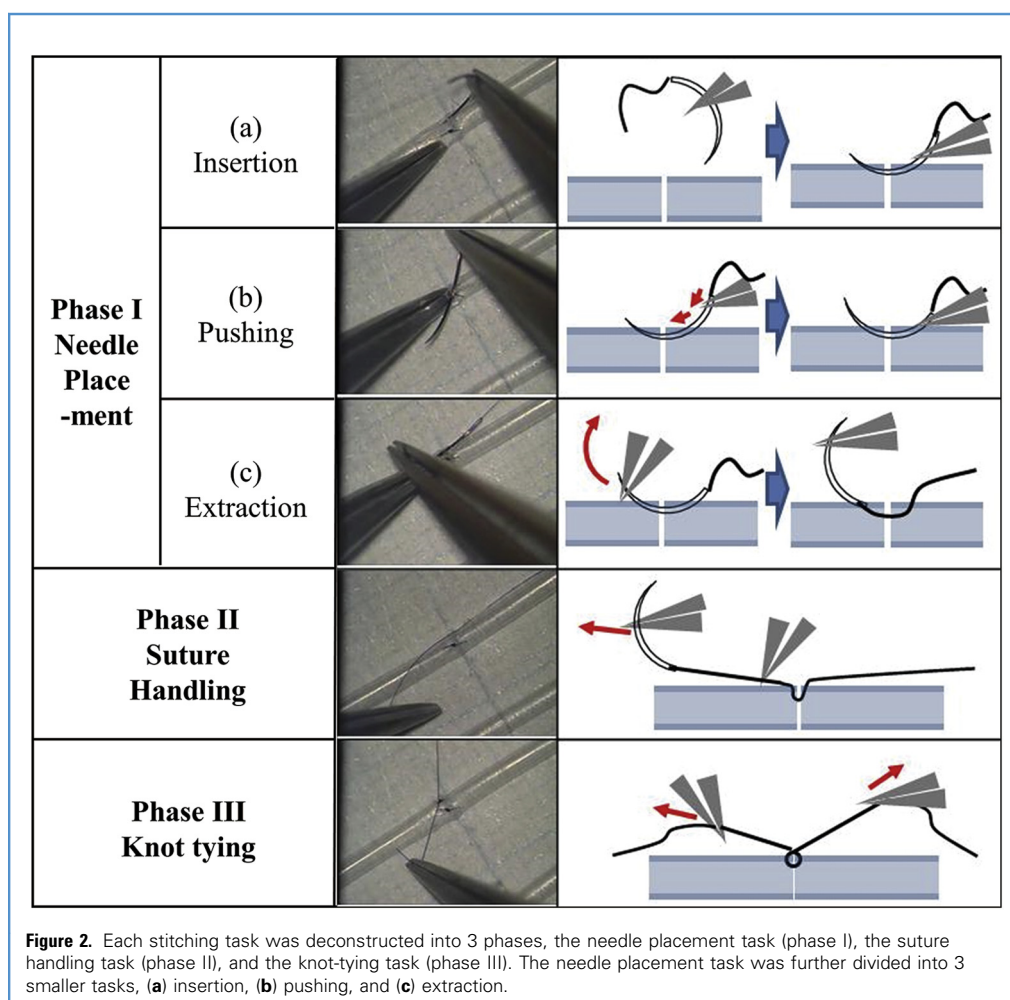 Phase I
Needle
Place
-ment
(a)
Insertion
(b)
Pushing
(c)
Extraction
Phase II
Suture
Handling
Phase III
Knot tying
Figure 2. Each stitching task was deconstructed into 3 phases, the needle placement task (phase I), the suture
handling task (phase II), and the knot-tying task (phase III). The needle placement task was further divided into 3
smaller tasks, (a) insertion, (b) pushing, and (c) extraction.